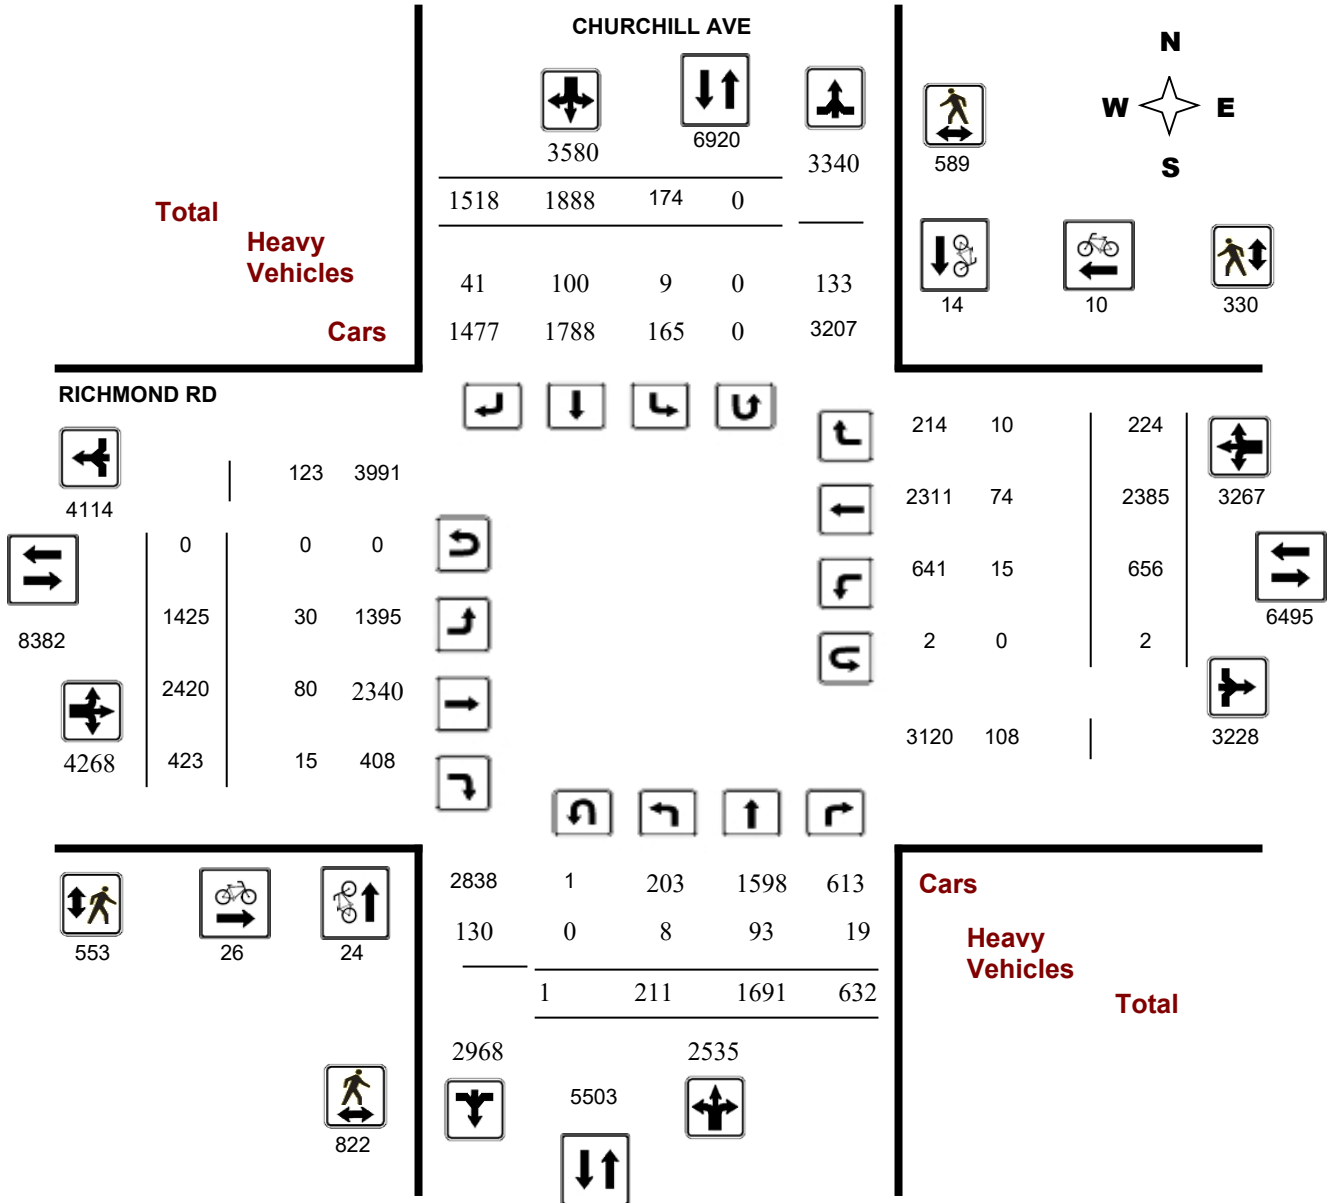 CHURCHILL AVE
N
W E
S
3580
6920
3340
589
1518 1888 174 0
Total
Heavy
Vehicles
41 100 9 0 133
Cars
1477 1788 165 0 3207
14 10 330
RICHMOND RD
4114
123 3991
0 0 0
8382
1425 30 1395
2420 80 2340
4268
423 15 408
214 10 224
3267
2311 74 2385
641 15 656
6495
2 0 2
3120 108
3228
553 26 24
822
2838 1 203 1598 613
130 0 8 93 19
1 211 1691 632
2968 2535
5503
Cars
Heavy
Vehicles
Total